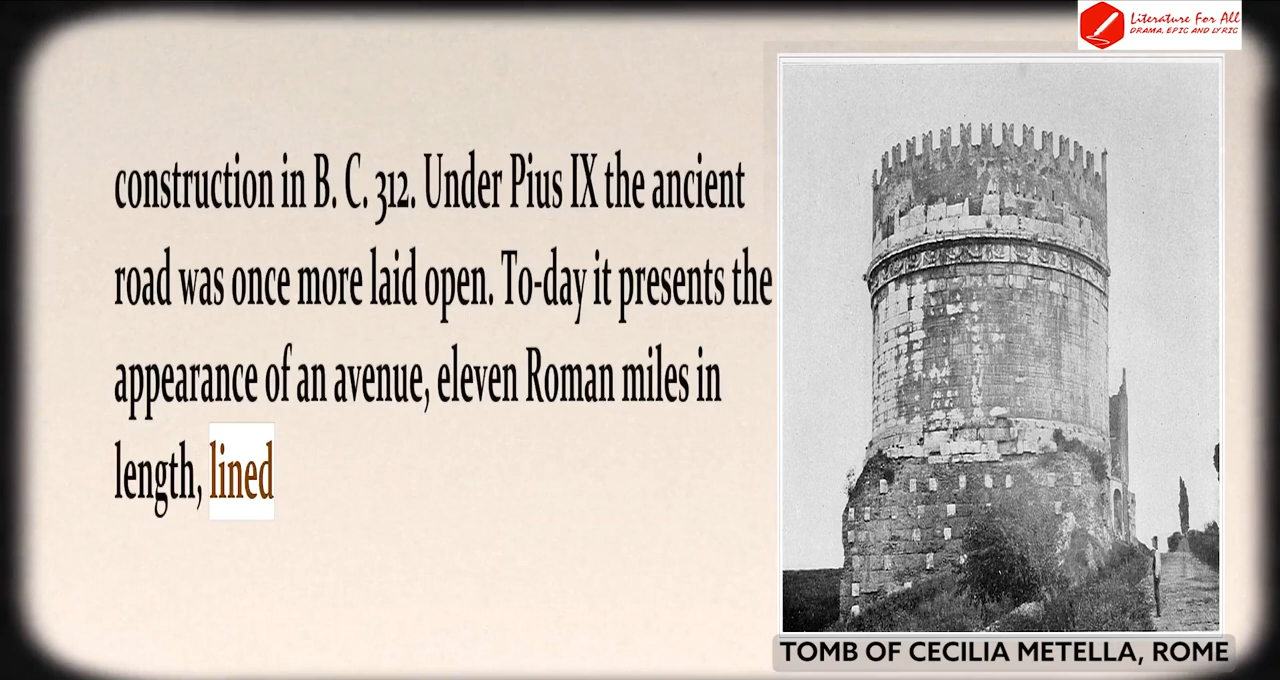 Literature For All
DRAMA, EPIC AND LYRIC
construction in B. C. 312. Under Pius IX the ancient
road was once more laid open. To-day it presents the
appearance of an avenue, eleven Roman miles in
length, lined
TOMB OF CECILIA METELLA, ROME